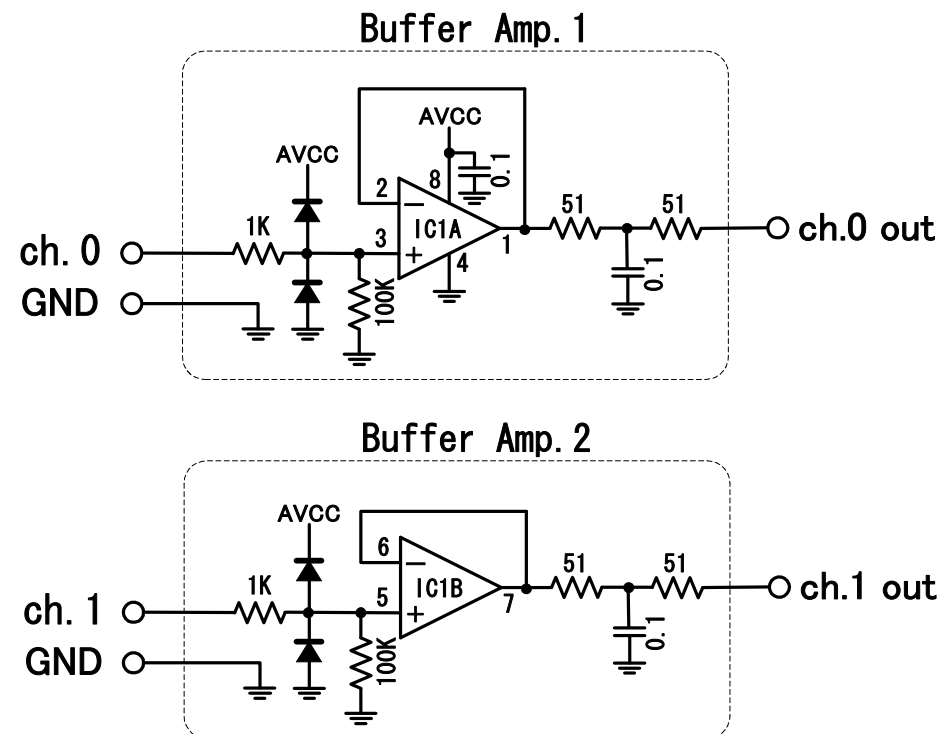 Buffer Amp.1
AVCC
AVCC
0.1
2
8
1K
3
IC1A
1
4
51
51
ch.0
ch.0 out
GND
100K
0.1
Buffer Amp.2
AVCC
6
1K
5
IC1B
7
51
51
ch.1
ch.1 out
GND
100K
0.1